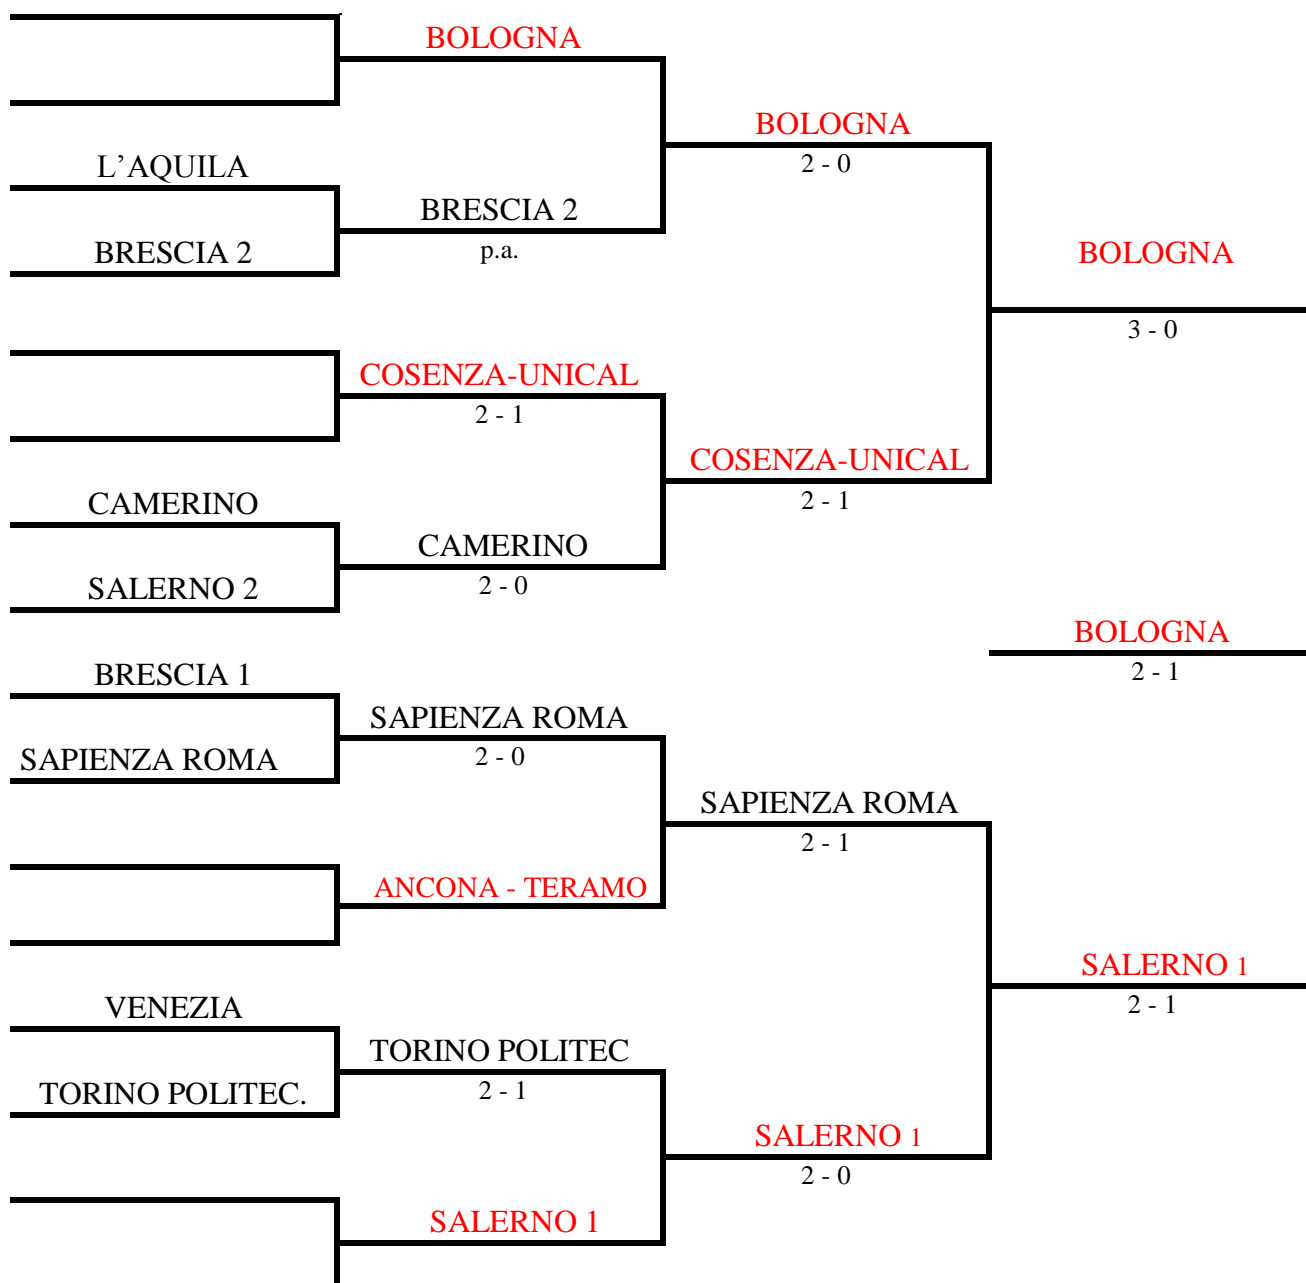 BOLOGNA
BOLOGNA
2 - 0
L’AQUILA
BRESCIA 2
BRESCIA 2
p.a.
BOLOGNA
3 - 0
COSENZA-UNICAL
2 - 1
COSENZA-UNICAL
2 - 1
CAMERINO
CAMERINO
2 - 0
SALERNO 2
BOLOGNA
2 - 1
BRESCIA 1
SAPIENZA ROMA
2 - 0
SAPIENZA ROMA
SAPIENZA ROMA
2 - 1
ANCONA - TERAMO
SALERNO 1
2 - 1
VENEZIA
TORINO POLITEC
2 - 1
TORINO POLITEC.
SALERNO 1
2 - 0
SALERNO 1